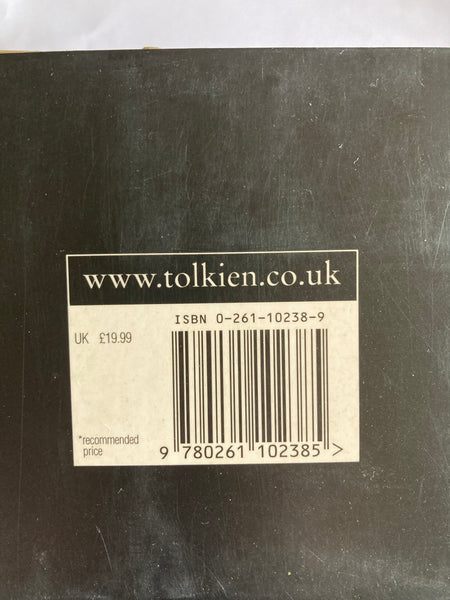 www.tolkien.co.uk
ISBN 0-261-10238-9
UK £19.99
*recommended
price
9 780261 102385 >